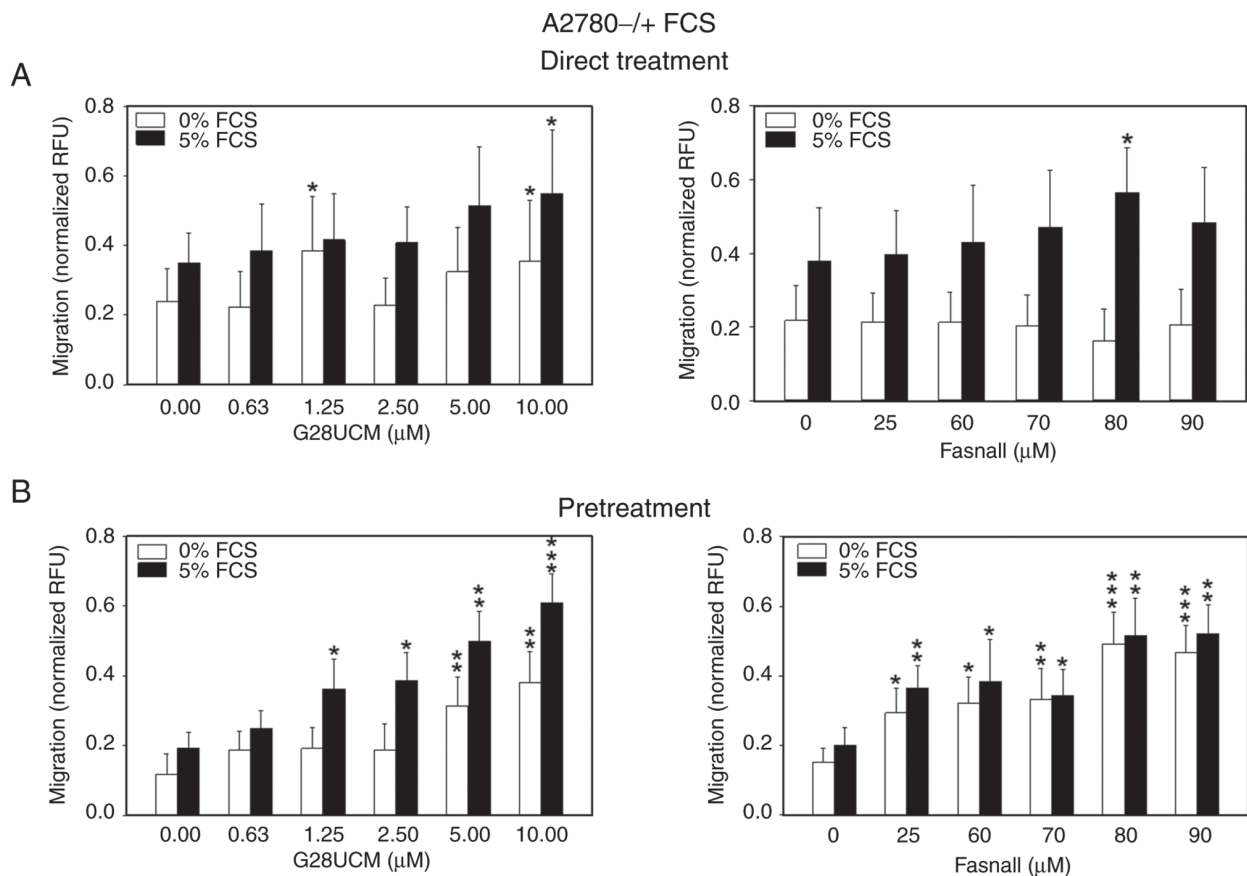 A2780–/+ FCS
Direct treatment
A
Migration (normalized RFU)
0.8
0.6
0.4
0.2
0.0
0% FCS
5% FCS
*
*
*
0.00 0.63 1.25 2.50 5.00 10.00
G28UCM (μM)
Migration (normalized RFU)
0.8
0.6
0.4
0.2
0.0
0% FCS
5% FCS
*
0 25 60 70 80 90
Fasnall (μM)
B
Pretreatment
Migration (normalized RFU)
0.8
0.6
0.4
0.2
0.0
0% FCS
5% FCS
*
*
**
**
**
***
0.00 0.63 1.25 2.50 5.00 10.00
G28UCM (μM)
Migration (normalized RFU)
0.8
0.6
0.4
0.2
0.0
0% FCS
5% FCS
*
**
*
*
**
*
***
**
***
**
0 25 60 70 80 90
Fasnall (μM)